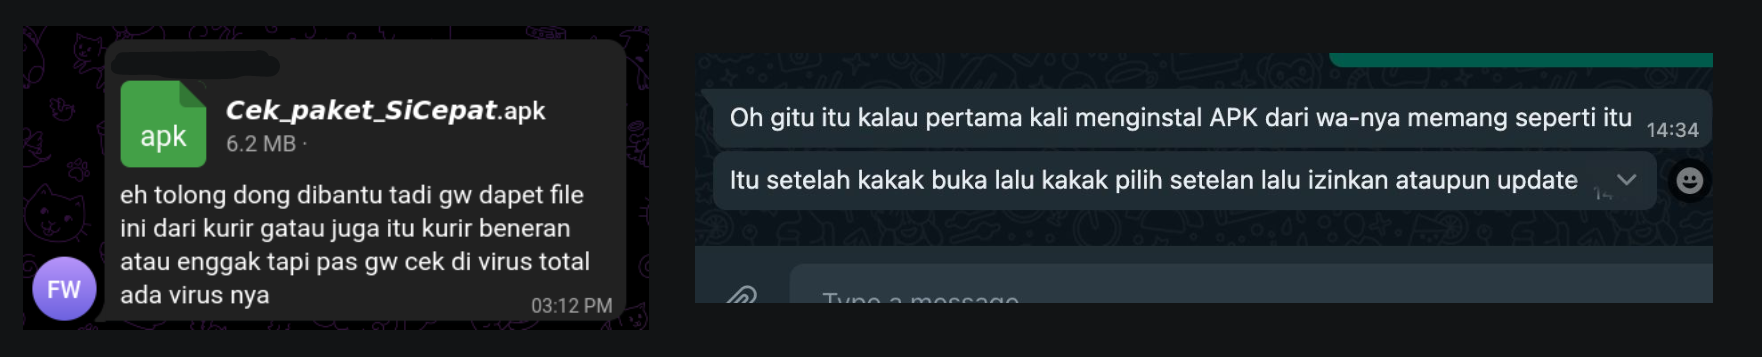 Cek_paket_SiCepat.apk
apk
6.2 MB ·
eh tolong dong dibantu tadi gw dapet file
ini dari kurir gatau juga itu kurir beneran
atau enggak tapi pas gw cek di virus total
ada virus nya
FW
03:12 PM
Oh gitu itu kalau pertama kali menginstal APK dari wa-nya memang seperti itu
14:34
Itu setelah kakak buka lalu kakak pilih setelan lalu izinkan ataupun update
Type a message